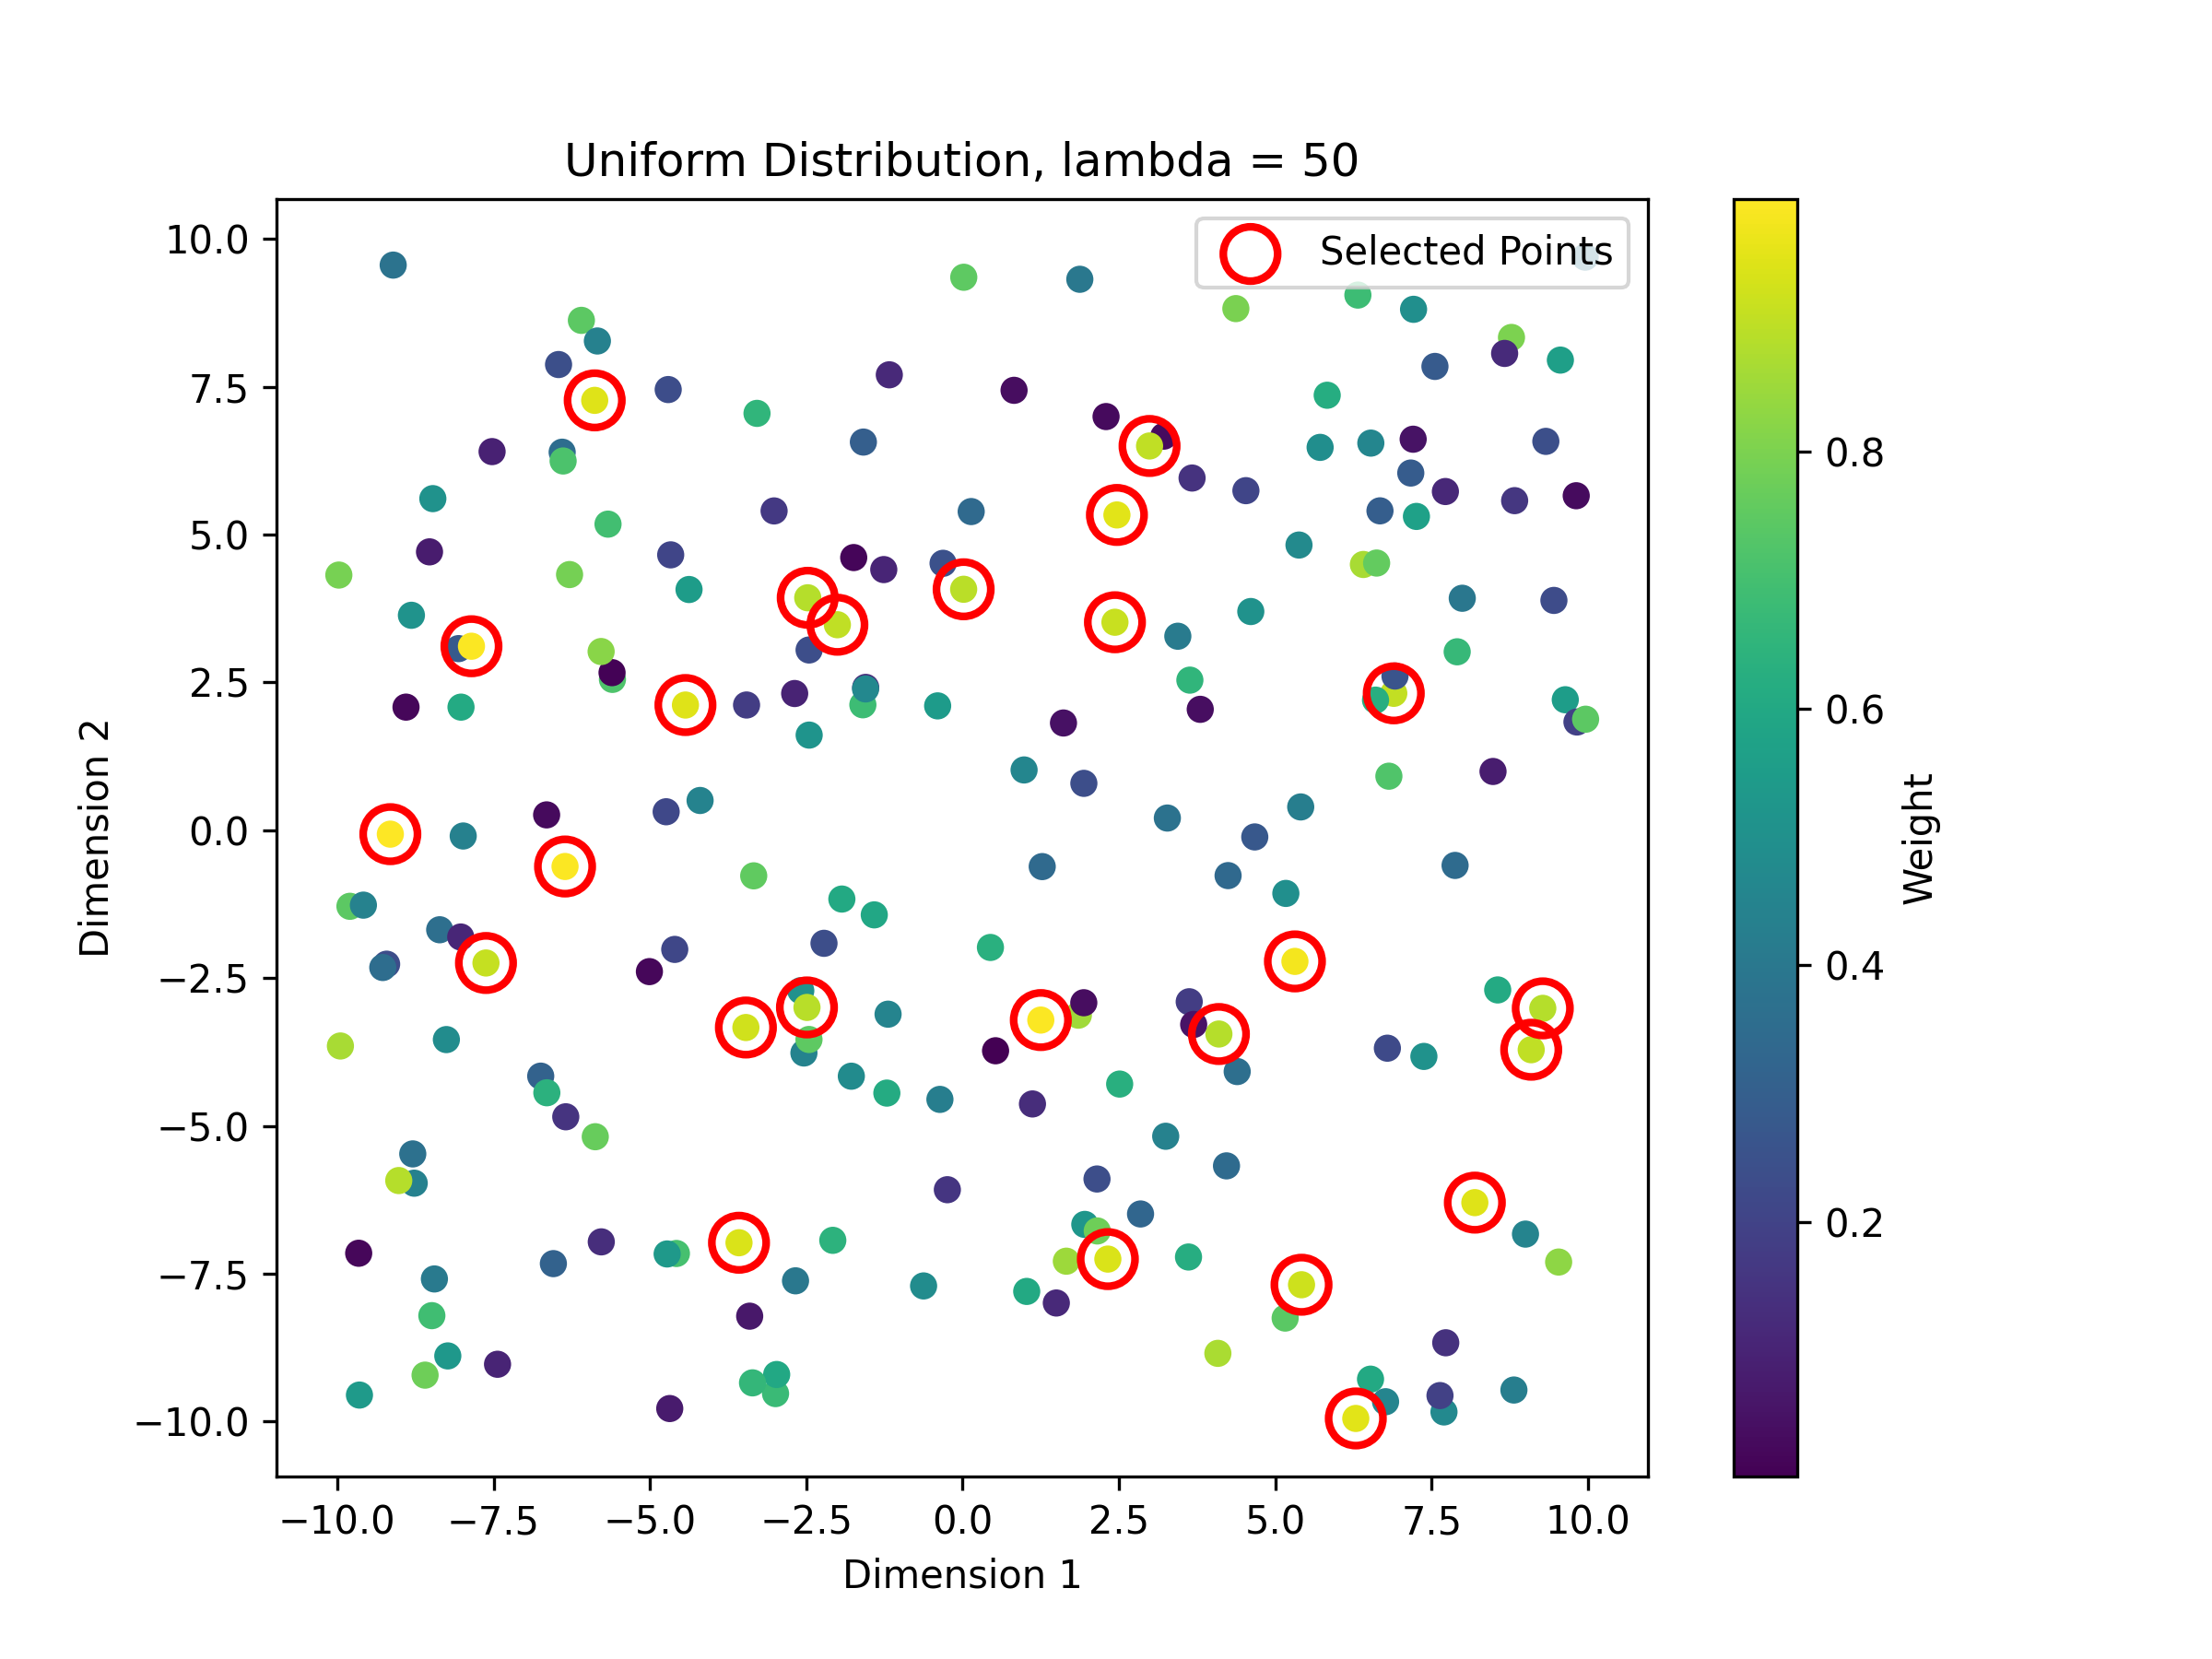 Uniform Distribution, lambda = 50
Selected Points
10.0
7.5
5.0
2.5
0.0
−2.5
−5.0
−7.5
−10.0
Dimension 2
−10.0 −7.5 −5.0 −2.5 0.0 2.5 5.0 7.5 10.0
Dimension 1
0.8
0.6
0.4
0.2
Weight